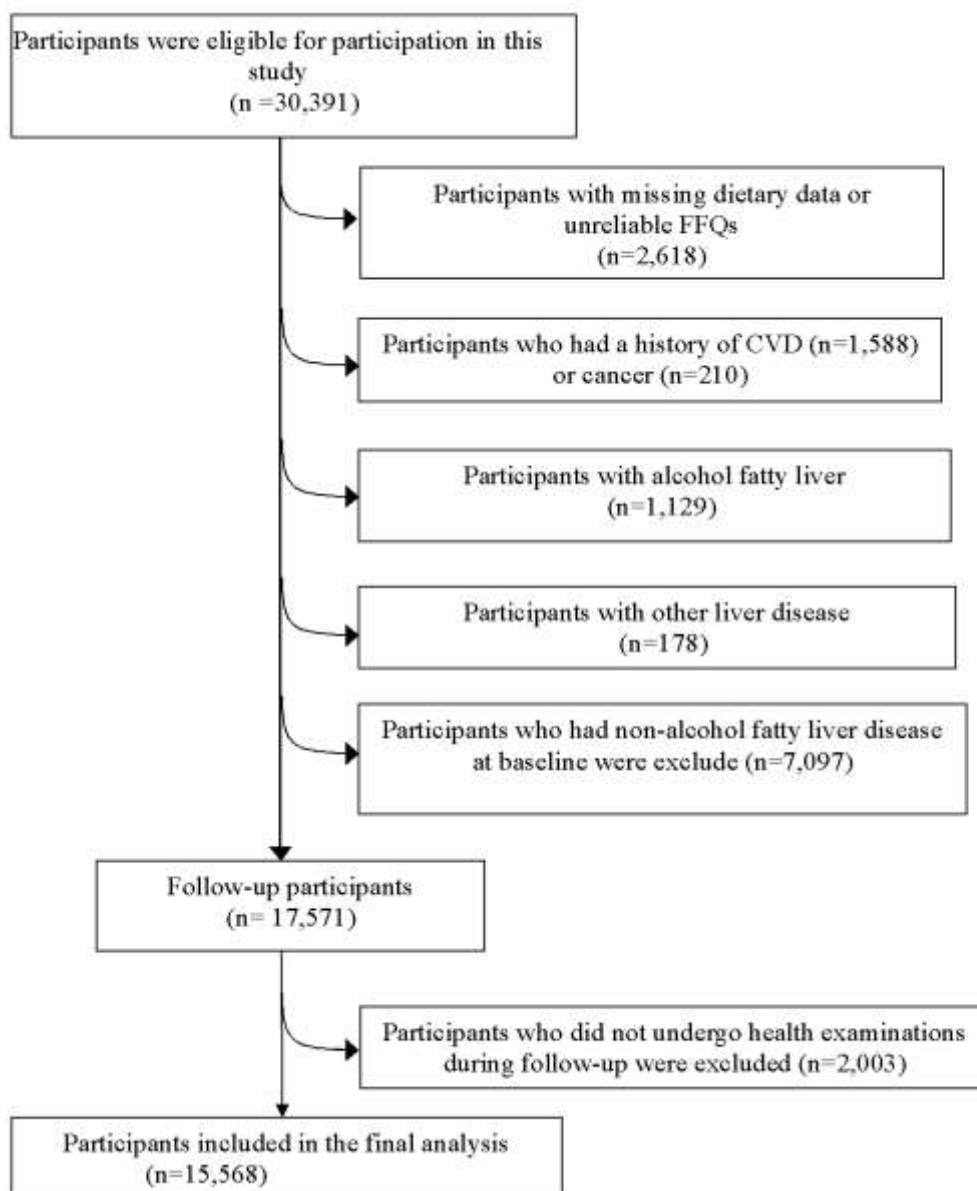 Participants were eligible for participation in this
study
(n =30,391)
Participants with missing dietary data or
unreliable FFQs
(n=2,618)
Participants who had a history of CVD (n=1,588)
or cancer (n=210)
Participants with alcohol fatty liver
(n=1,129)
Participants with other liver disease
(n=178)
Participants who had non-alcohol fatty liver disease
at baseline were exclude (n=7,097)
Follow-up participants
(n= 17,571)
Participants who did not undergo health examinations
during follow-up were excluded (n=2,003)
Participants included in the final analysis
(n=15,568)